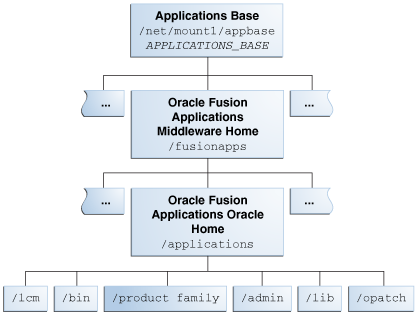 Applications Base
/net/mount1/appbase
APPLICATIONS_BASE
...
Oracle Fusion
Applications
Middleware Home
/fusionapps
...
...
Oracle Fusion
Applications Oracle
Home
/applications
...
/lcm
/bin
/product family
/admin
/lib
/opatch